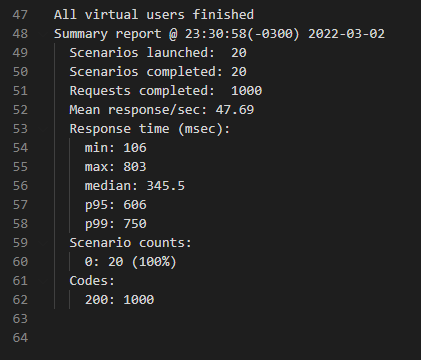 47 All virtual users finished
48 Summary report @ 23:30:58(-0300) 2022-03-02
49 Scenarios launched:  20
50 Scenarios completed: 20
51 Requests completed:  1000
52 Mean response/sec: 47.69
53 Response time (msec):
54 min: 106
55 max: 803
56 median: 345.5
57 p95: 606
58 p99: 750
59 Scenario counts:
60 0: 20 (100%)
61 Codes:
62 200: 1000
63
64